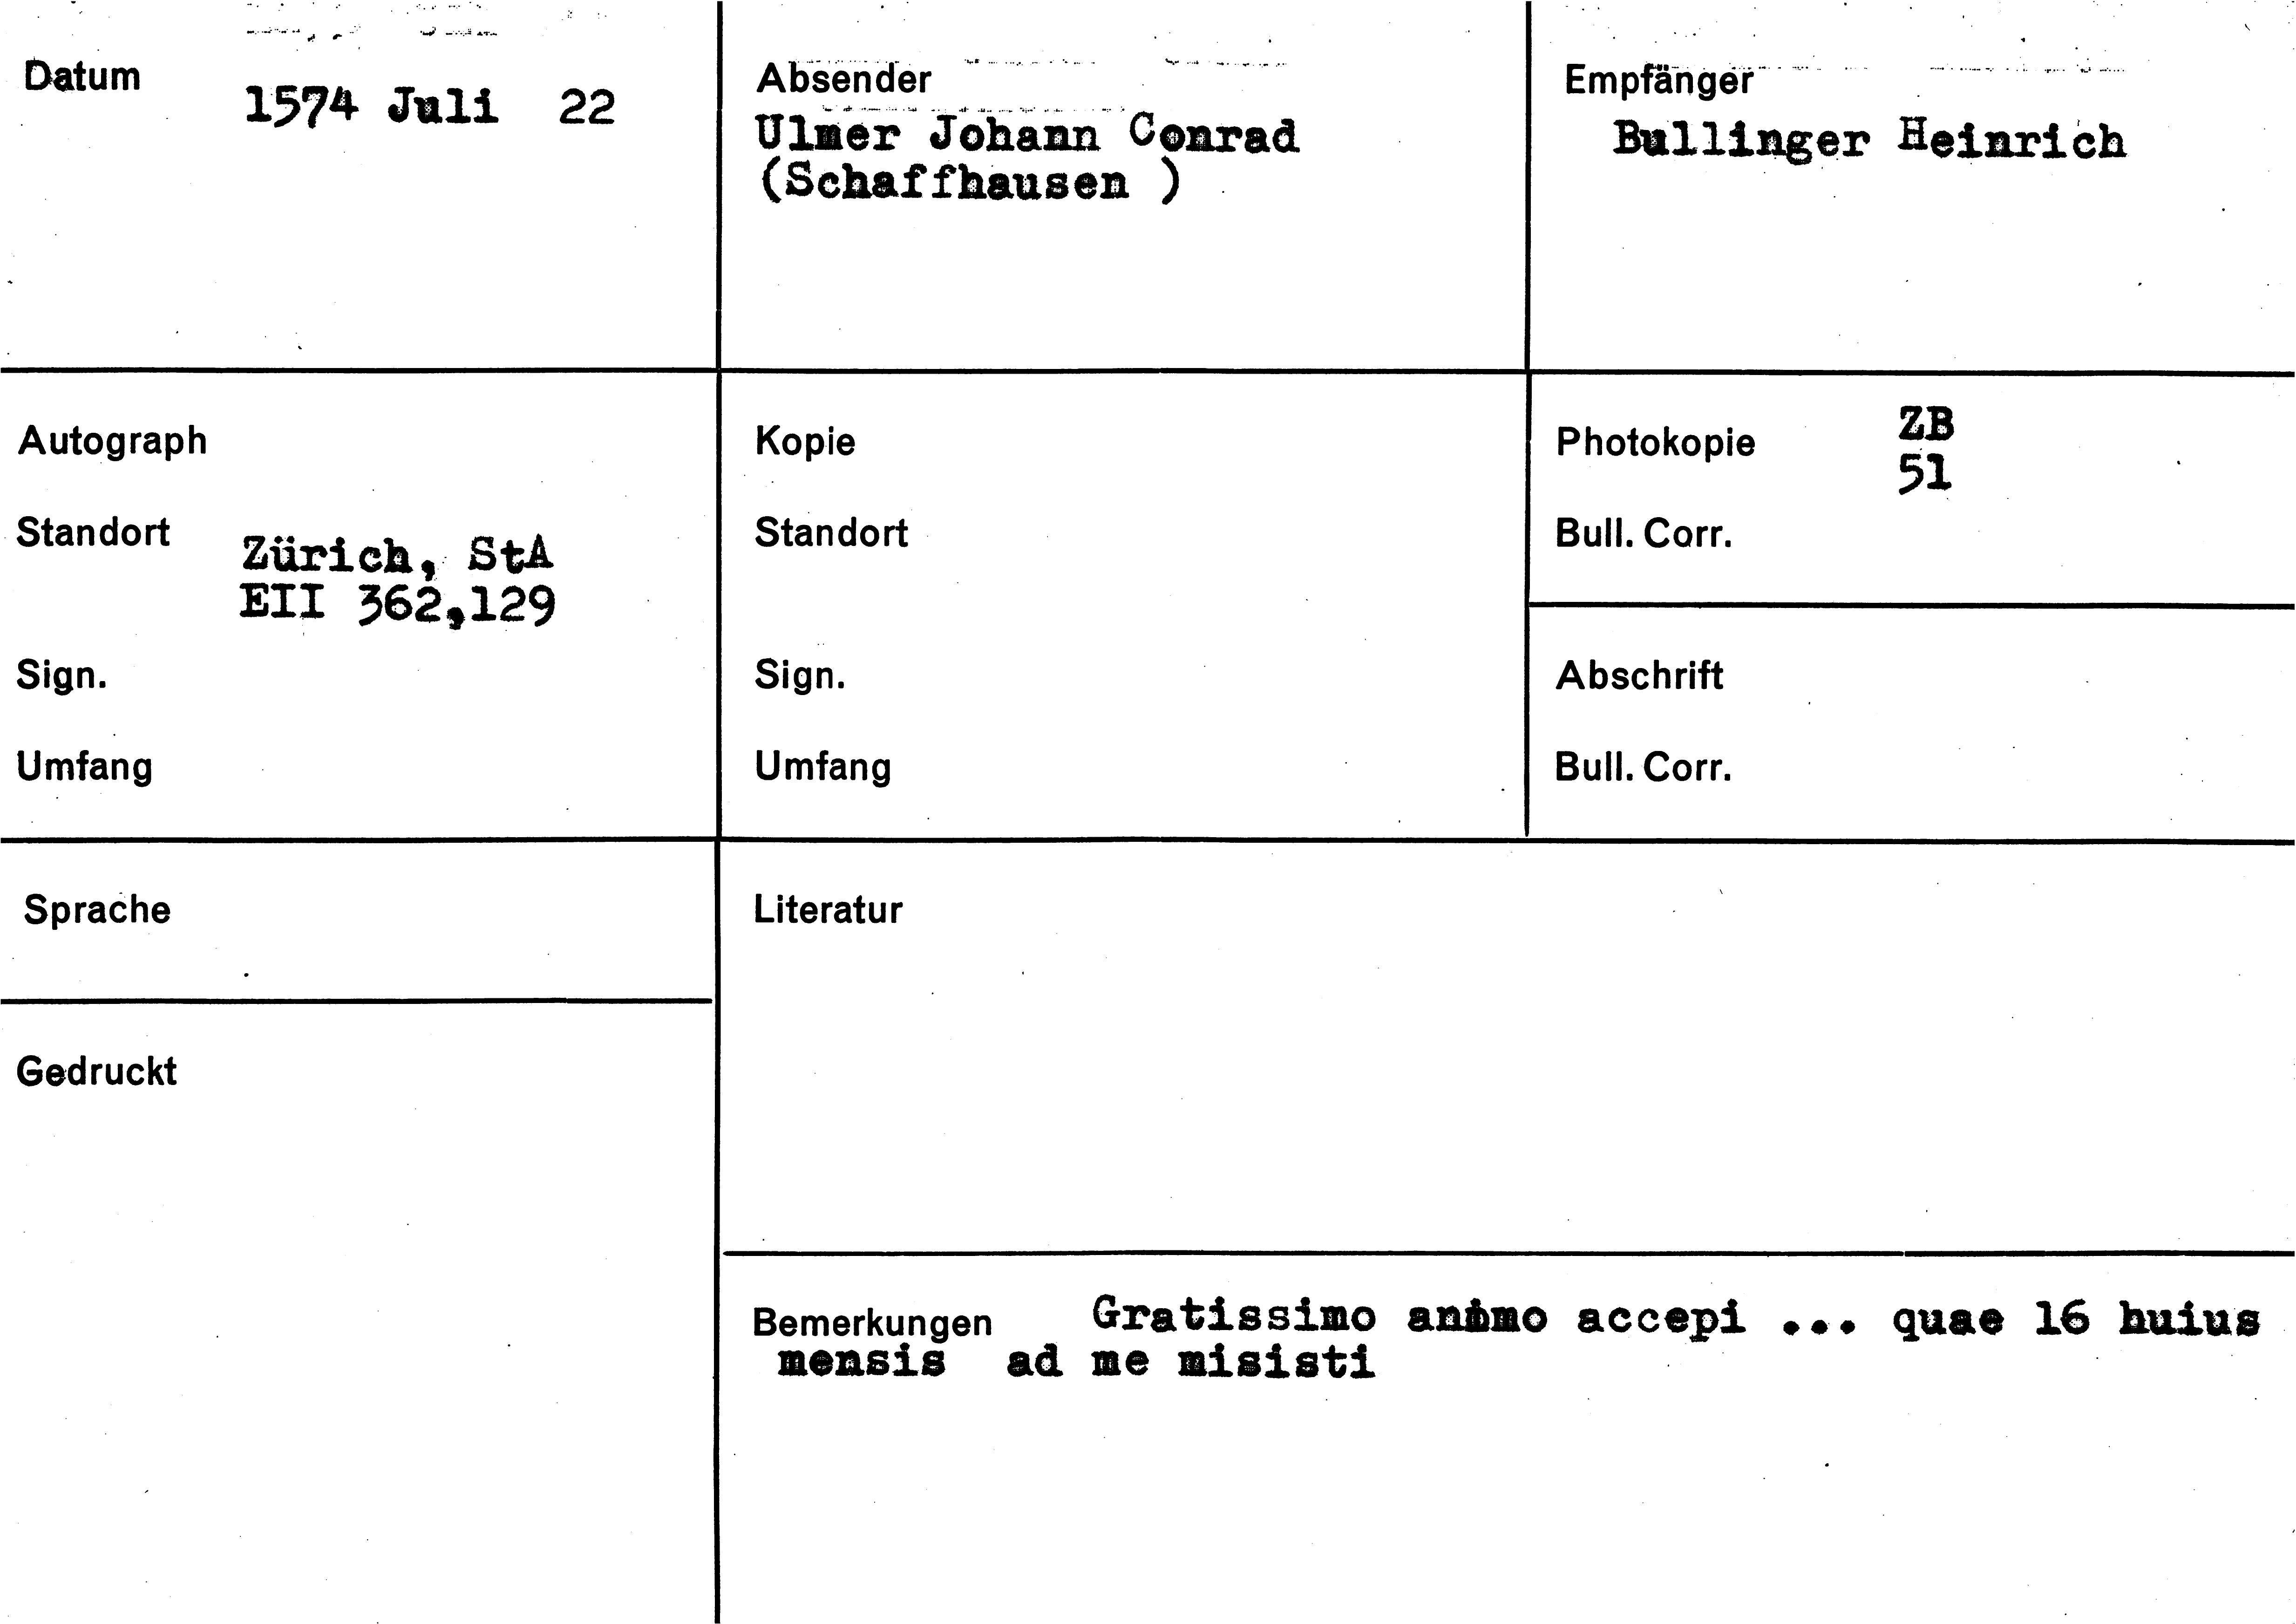 Datum 1574 Juli 22
Absender
Ulmer Johann Conrad
(Schaffhausen )
Empfänger
Bullinger Heinrich
Autograph
Standort Zürich, StA
EII 362,129
Sign.
Umfang
Kopie
Standort
Sign.
Umfang
Photokopie ZB
51
Bull. Corr.
Abschrift
Bull. Corr.
Sprache
Gedruckt
Literatur
Bemerkungen Gratissimo animo accepi ... quae 16 huius
mensis ad me misisti